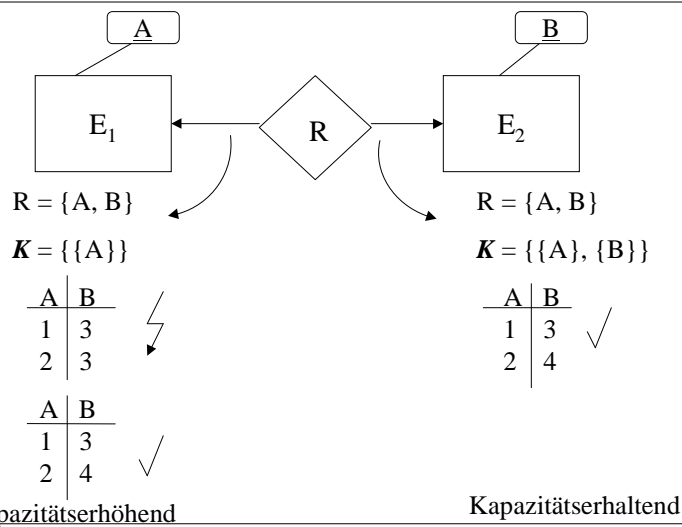 A
B
E1
R
E2
R = {A, B}
K = {{A}}
A B
1 3
2 3
A B
1 3
2 4
pazitätserhöhend
R = {A, B}
K = {{A}, {B}}
A B
1 3
2 4
Kapazitätserhaltend